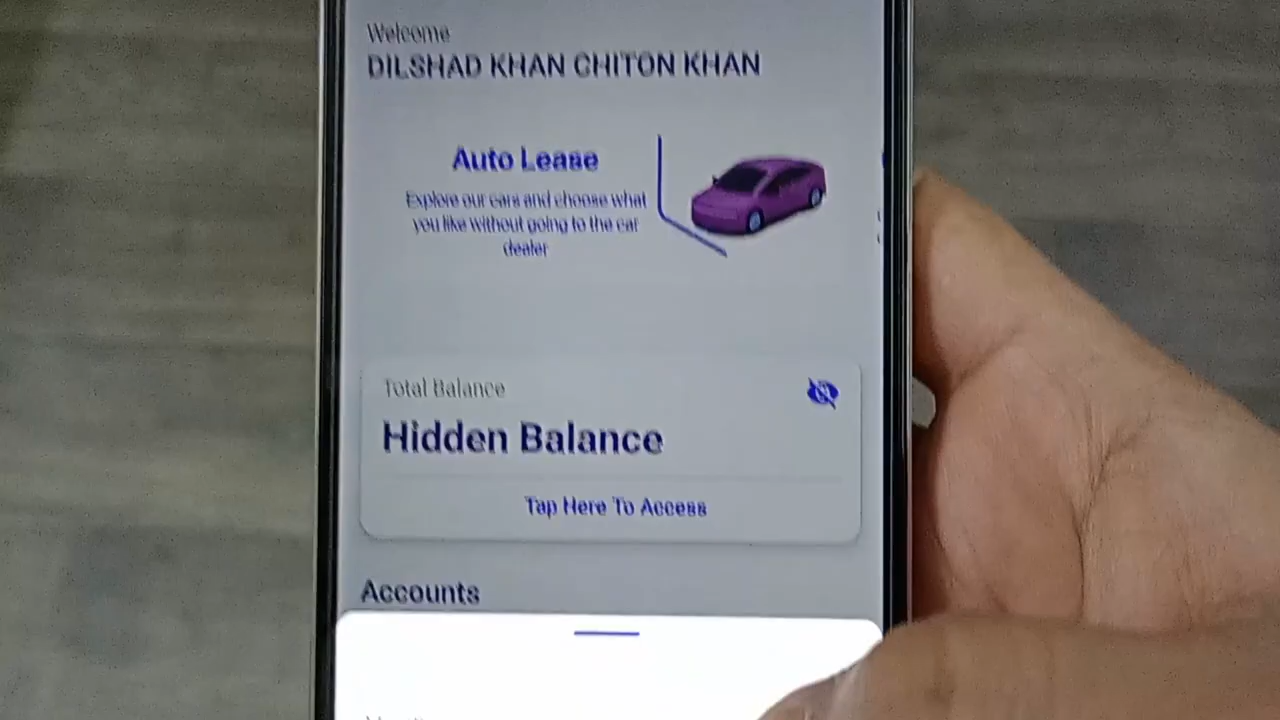 Welcome
DILSHAD KHAN CHITON KHAN
Auto Lease
Explore our cars and choose what
you like without going to the car
dealer
Total Balance
Hidden Balance
Tap Here To Access
Accounts